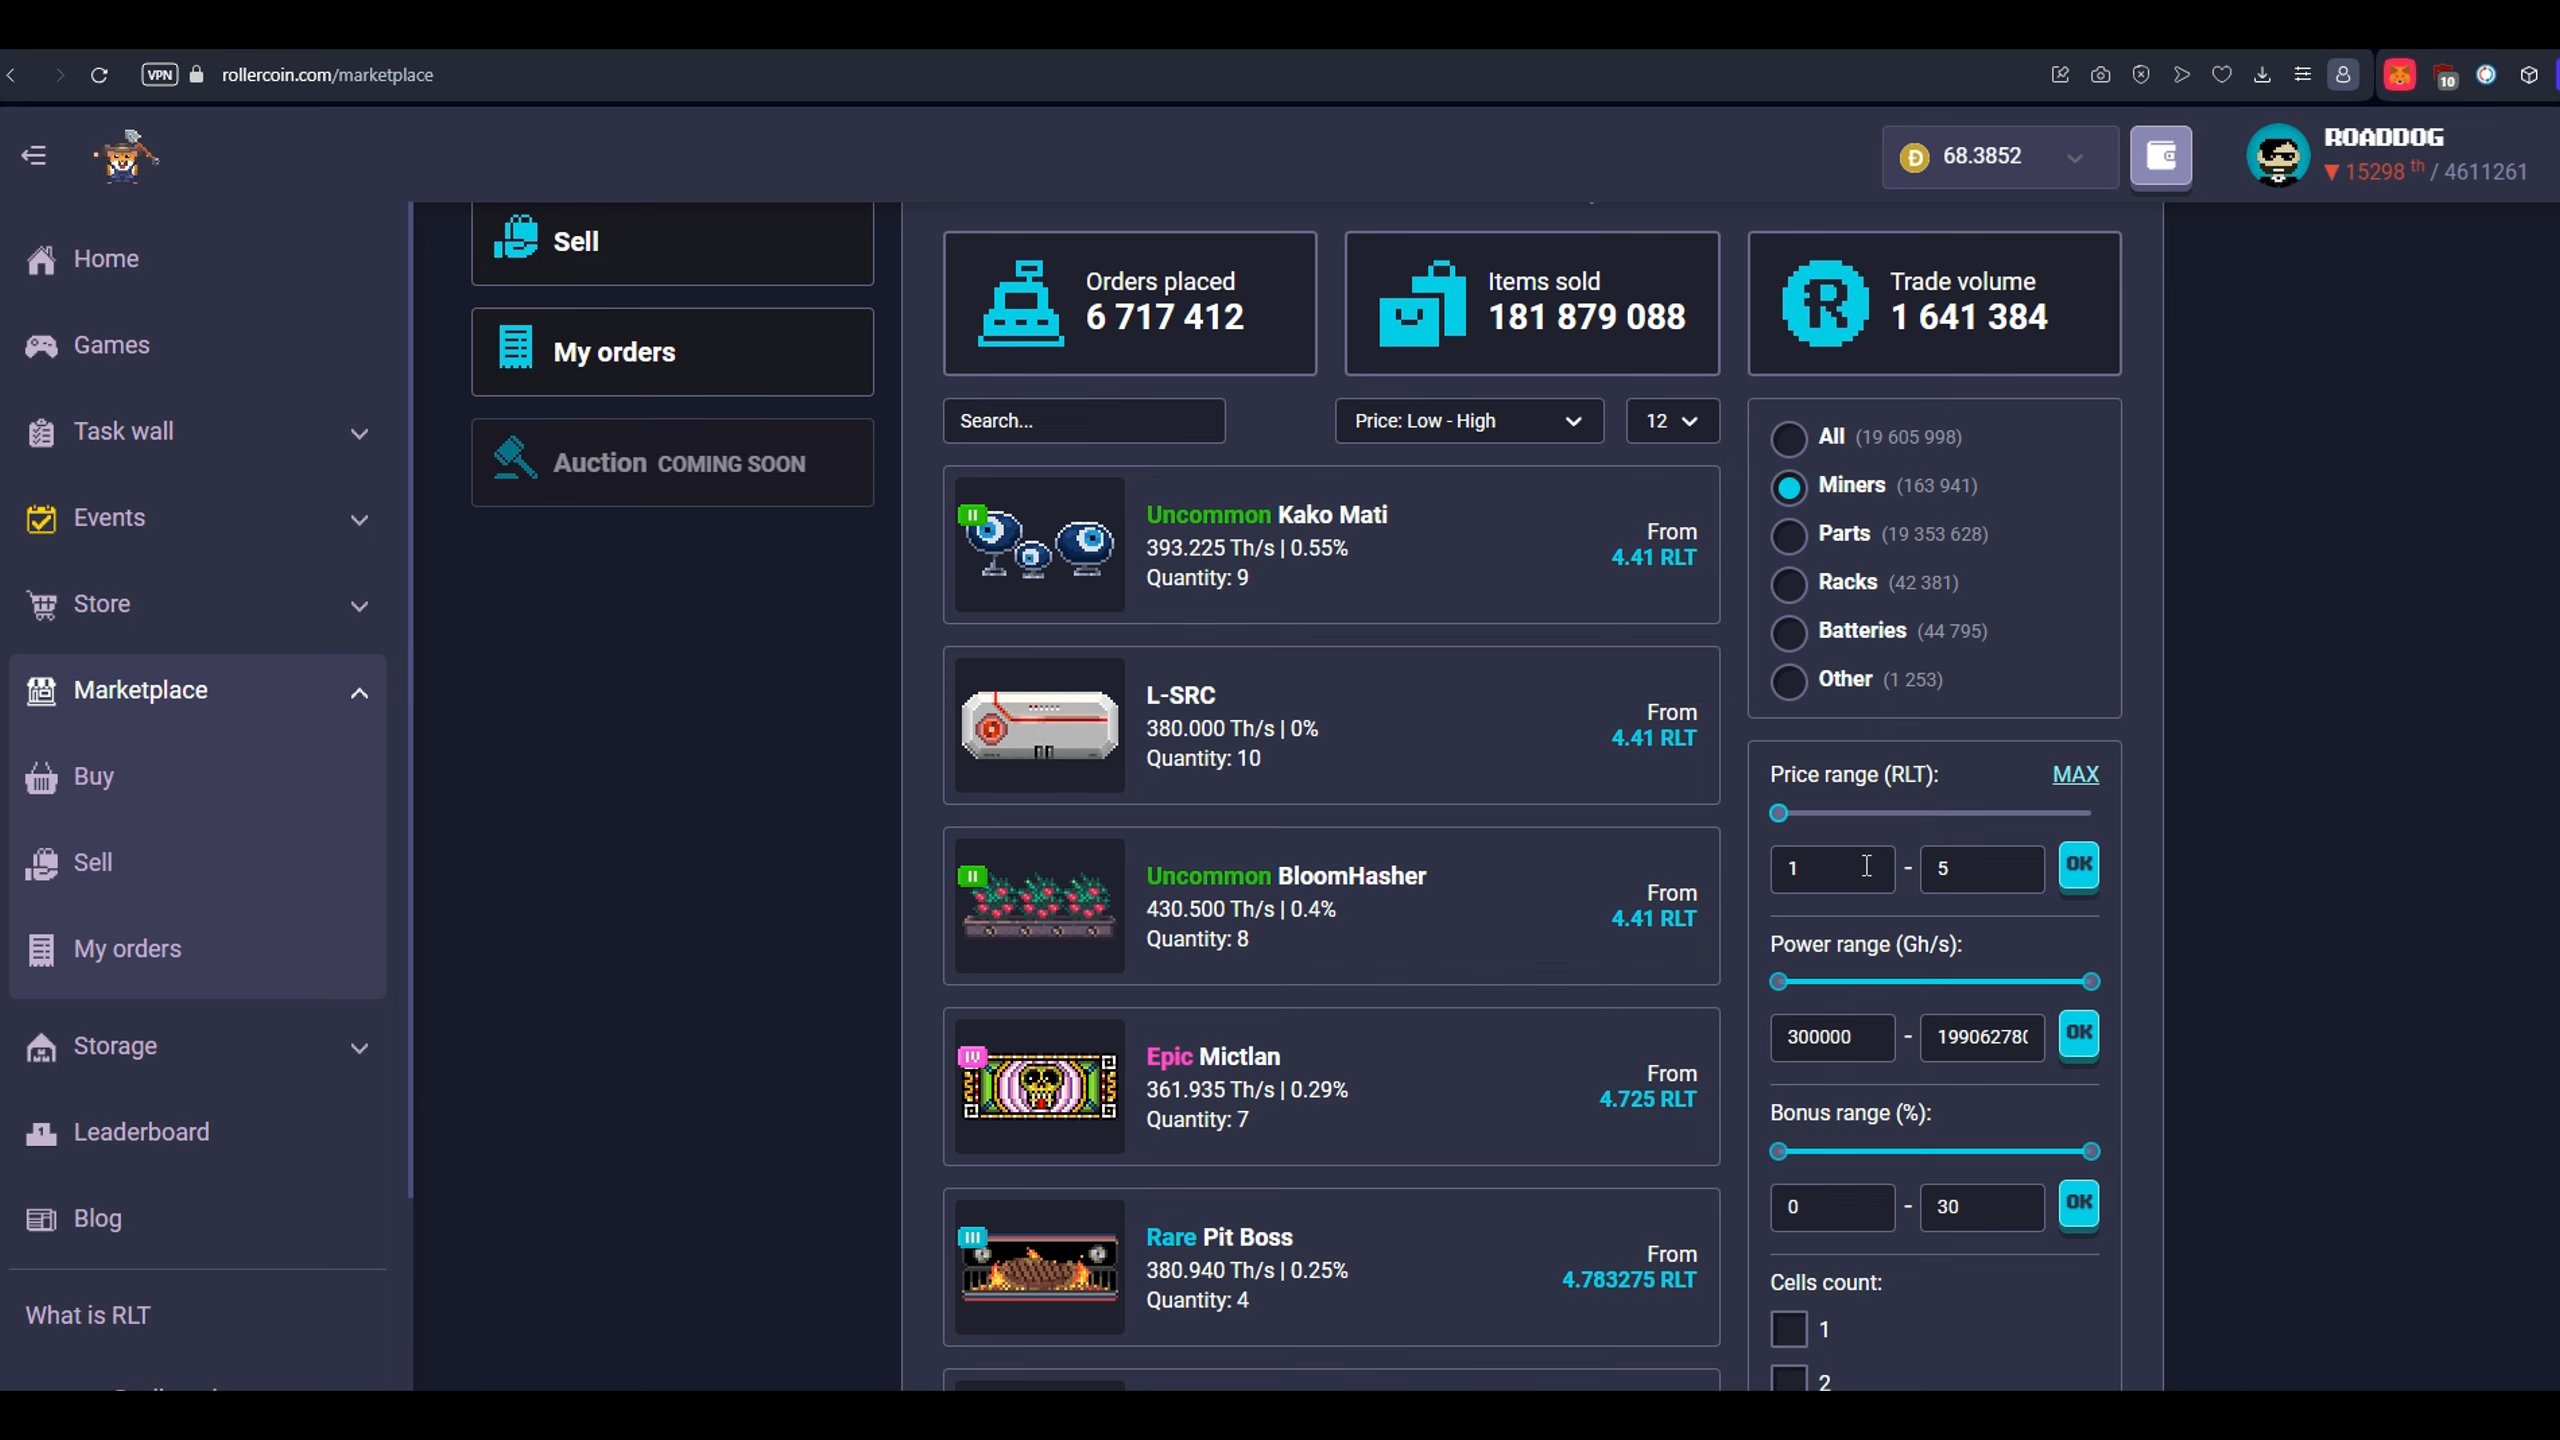 VPN
rollercoin.com/marketplace
10
68.3852
ROADDOG
15298 th / 4611261
Home
Games
Task wall
Events
Store
Marketplace
Buy
Sell
My orders
Storage
Leaderboard
Blog
What is RLT
Sell
My orders
Auction COMING SOON
Orders placed
6 717 412
Items sold
181 879 088
Trade volume
1 641 384
Search...
Price: Low - High
12
II
Uncommon Kako Mati
393.225 Th/s | 0.55%
Quantity: 9
From
4.41 RLT
L-SRC
380.000 Th/s | 0%
Quantity: 10
From
4.41 RLT
II
Uncommon BloomHasher
430.500 Th/s | 0.4%
Quantity: 8
From
4.41 RLT
IV
Epic Mictlan
361.935 Th/s | 0.29%
Quantity: 7
From
4.725 RLT
III
Rare Pit Boss
380.940 Th/s | 0.25%
Quantity: 4
From
4.783275 RLT
All (19 605 998)
Miners (163 941)
Parts (19 353 628)
Racks (42 381)
Batteries (44 795)
Other (1 253)
Price range (RLT): MAX
1 - 5 OK
Power range (Gh/s):
300000 - 19906278 OK
Bonus range (%):
0 - 30 OK
Cells count:
1
2